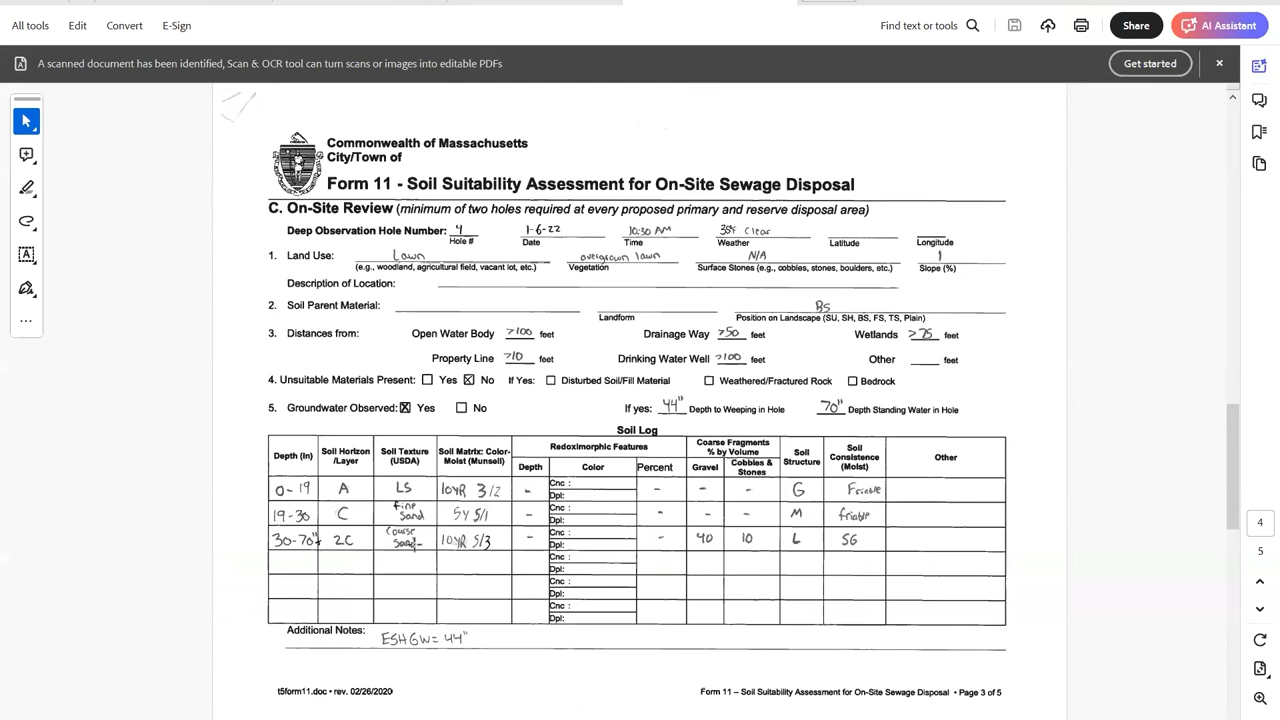 All tools Edit Convert E-Sign Find text or tools Share AI Assistant
A scanned document has been identified, Scan & OCR tool can turn scans or images into editable PDFs Get started
Commonwealth of Massachusetts
City/Town of
Form 11 - Soil Suitability Assessment for On-Site Sewage Disposal
C. On-Site Review (minimum of two holes required at every proposed primary and reserve disposal area)
Deep Observation Hole Number: 4 1-6-22 10:30 AM 35°F Clear
Hole # Date Time Weather Latitude Longitude
1. Land Use: Lawn overgrown lawn N/A 1
(e.g., woodland, agricultural field, vacant lot, etc.) Vegetation Surface Stones (e.g., cobbles, stones, boulders, etc.) Slope (%)
Description of Location:
2. Soil Parent Material: BS
Landform Position on Landscape (SU, SH, BS, FS, TS, Plain)
3. Distances from: Open Water Body >100 feet Drainage Way >50 feet Wetlands >75 feet
Property Line >10 feet Drinking Water Well >100 feet Other feet
4. Unsuitable Materials Present: Yes No If Yes: Disturbed Soil/Fill Material Weathered/Fractured Rock Bedrock
5. Groundwater Observed: Yes No If yes: 44" Depth to Weeping in Hole 70" Depth Standing Water in Hole
Soil Log
Depth (In) Soil Horizon /Layer Soil Texture (USDA) Soil Matrix: Color-Moist (Munsell) Redoximorphic Features Coarse Fragments % by Volume Soil Structure Soil Consistence (Moist) Other
Depth Color Percent Gravel Cobbles & Stones
0-19 A LS 10YR 3/2 - Cnc : Dpl: - - - G Friable
19-30 C fine sand 5Y 5/1 - Cnc : Dpl: - - - M friable
30-70"+ 2C course sand 10YR 5/3 - Cnc : Dpl: - 40 10 L SG
Cnc :
Dpl:
Cnc :
Dpl:
Cnc :
Dpl:
Additional Notes: ESHGW= 44"
t5form11.doc • rev. 02/26/2020 Form 11 – Soil Suitability Assessment for On-Site Sewage Disposal • Page 3 of 5
4
5